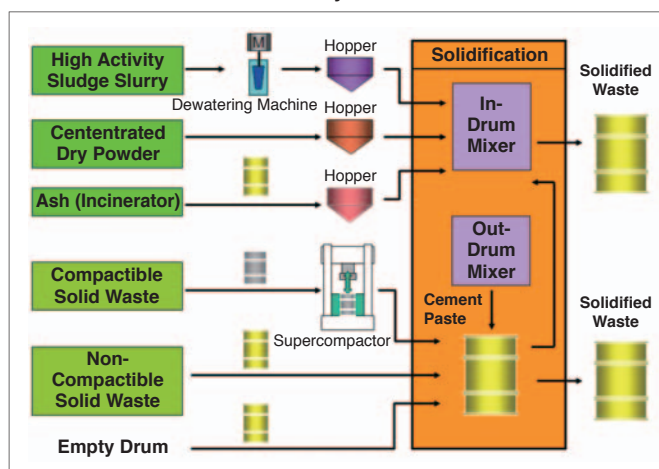 High Activity
Sludge Slurry
M
Dewatering Machine
Hopper
Solidification
Solidified
Waste
Cententrated
Dry Powder
Hopper
In-
Drum
Mixer
Ash (Incinerator)
Hopper
Out-
Drum
Mixer
Compactible
Solid Waste
Supercompactor
Cement
Paste
Solidified
Waste
Non-
Compactible
Solid Waste
Empty Drum